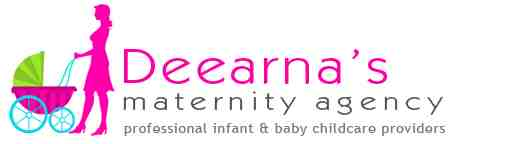 Deearna's
maternity agency
professional infant & baby childcare providers